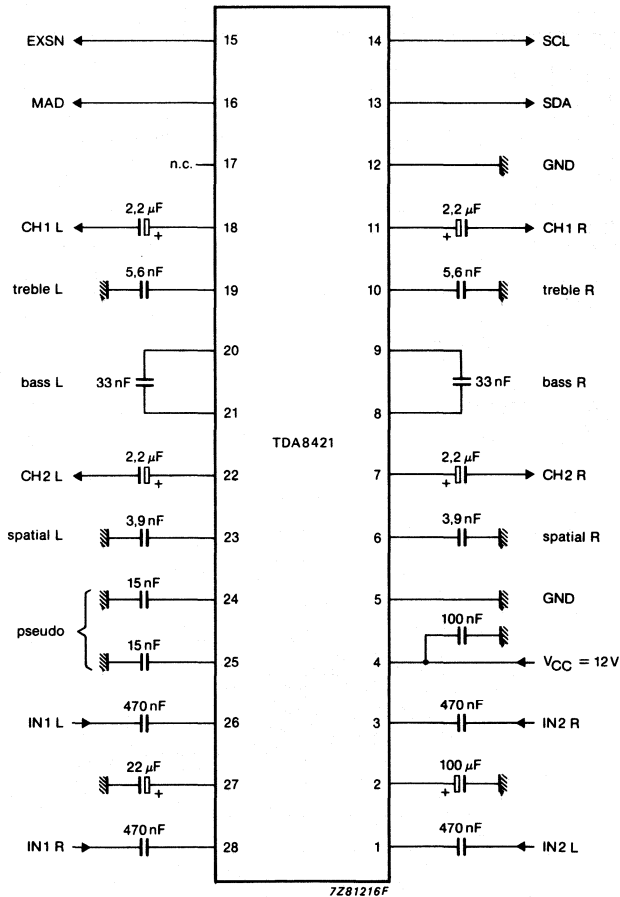 EXSN 15 14 SCL
MAD 16 13 SDA
n.c. 17 12 GND
2,2 μF 2,2 μF
CH1 L 18 11 CH1 R
+ +
5,6 nF 5,6 nF
treble L 19 10 treble R
20 9
bass L 33 nF 33 nF bass R
21 8
TDA8421
2,2 μF 2,2 μF
CH2 L 22 7 CH2 R
+ +
3,9 nF 3,9 nF
spatial L 23 6 spatial R
15 nF
24 5 GND
pseudo 100 nF
15 nF
25 4 VCC = 12 V
470 nF 470 nF
IN1 L 26 3 IN2 R
22 μF 100 μF
27 2
+ +
470 nF 470 nF
IN1 R 28 1 IN2 L
7Z81216F